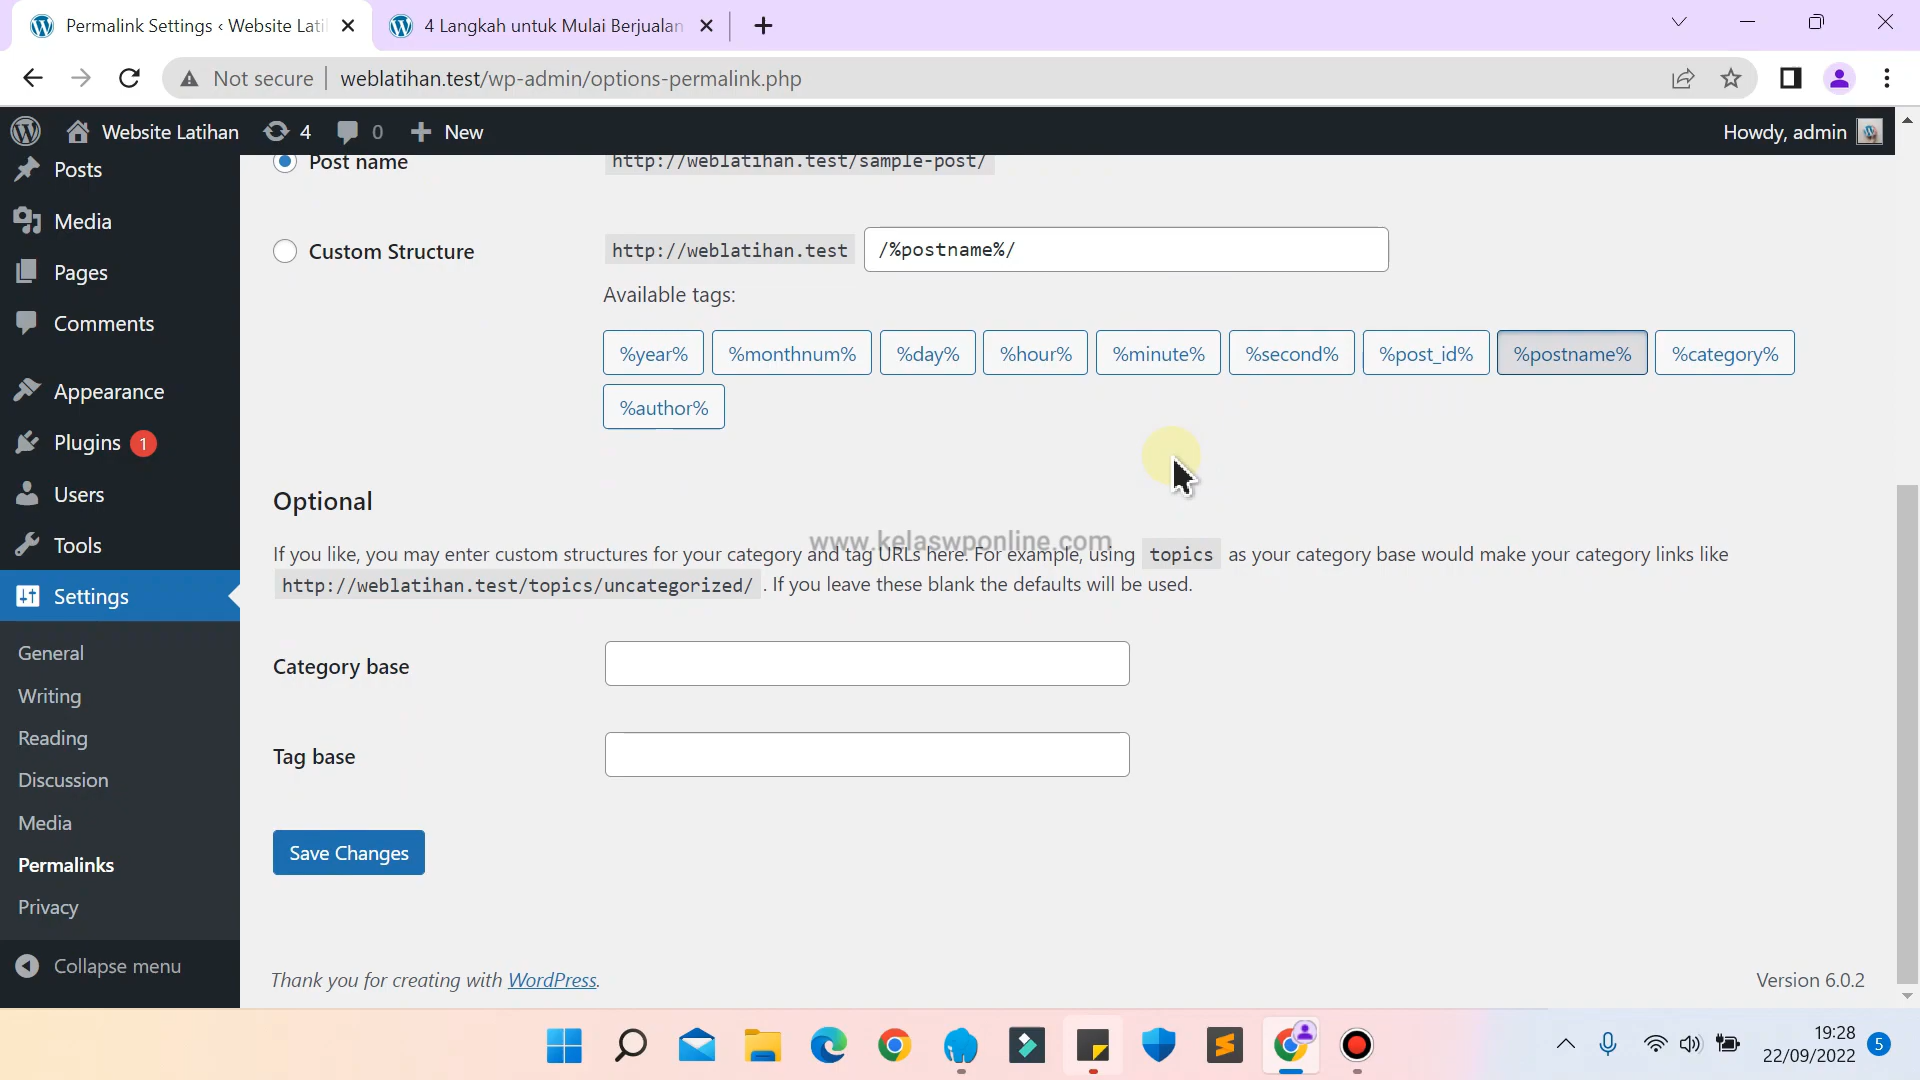 Permalink Settings ‹ Website Lati
4 Langkah untuk Mulai Berjualan
Not secure
weblatihan.test/wp-admin/options-permalink.php
Website Latihan
4
0
New
Howdy, admin
Posts
Media
Pages
Comments
Appearance
Plugins 1
Users
Tools
Settings
General
Writing
Reading
Discussion
Media
Permalinks
Privacy
Collapse menu
Post name
http://weblatihan.test/sample-post/
Custom Structure
http://weblatihan.test
/%postname%/
Available tags:
%year% %monthnum% %day% %hour% %minute% %second% %post_id% %postname% %category%
%author%
Optional
www.kelaswponline.com
If you like, you may enter custom structures for your category and tag URLs here. For example, using topics as your category base would make your category links like
http://weblatihan.test/topics/uncategorized/ . If you leave these blank the defaults will be used.
Category base
Tag base
Save Changes
Thank you for creating with WordPress.
Version 6.0.2
19:28
22/09/2022
5